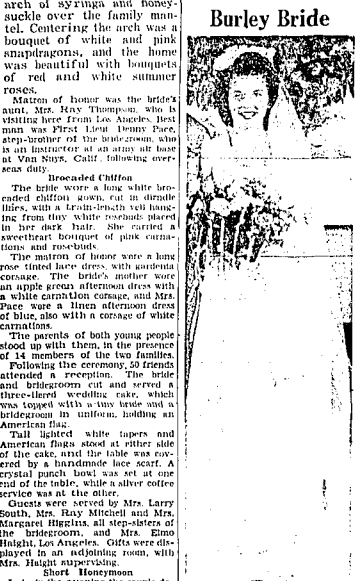 arch of syringa and honey-
suckle over the family man-
tel. Centering the arch was a
bouquet of white and pink
snapdragons, and the home
was beautiful with bouquets
of red and white summer
roses.
Matron of honor was the bride's
aunt, Mrs. Ray Thompson, who is
visiting here from Los Angeles. Best
man was First Lieut Denny Pace,
step-brother of the bridegroom, who
is an instructor at an army air base
at Van Nuys, Calif., following over-
seas duty.
Brocaded Chiffon
The bride wore a long white bro-
caded chiffon gown, cut in dirndle
lines, with a train-length veil hang-
ing from tiny white rosebuds placed
in her dark hair. She carried a
sweetheart bouquet of pink carna-
tions and rosebuds.
The matron of honor wore a long
rose tinted lace dress, with gardenia
corsage. The bride's mother wore
an apple green afternoon dress with
a white carnation corsage, and Mrs.
Pace wore a linen afternoon dress
of blue, also with a corsage of white
carnations.
The parents of both young people
stood up with them, in the presence
of 14 members of the two families.
Following the ceremony, 50 friends
attended a reception. The bride
and bridegroom cut and served a
three-tiered wedding cake, which
was topped with a tiny bride and a
bridegroom in uniform, holding an
American flag.
Tall lighted white tapers and
American flags stood at either side
of the cake, and the table was cov-
ered by a handmade lace scarf. A
crystal punch bowl was set at one
end of the table, while a silver coffee
service was at the other.
Guests were served by Mrs. Larry
South, Mrs. Ray Mitchell and Mrs.
Margaret Higgins, all step-sisters of
the bridegroom, and Mrs. Elmo
Haight, Los Angeles. Gifts were dis-
played in an adjoining room, with
Mrs. Haight supervising.
Short Honeymoon
Burley Bride